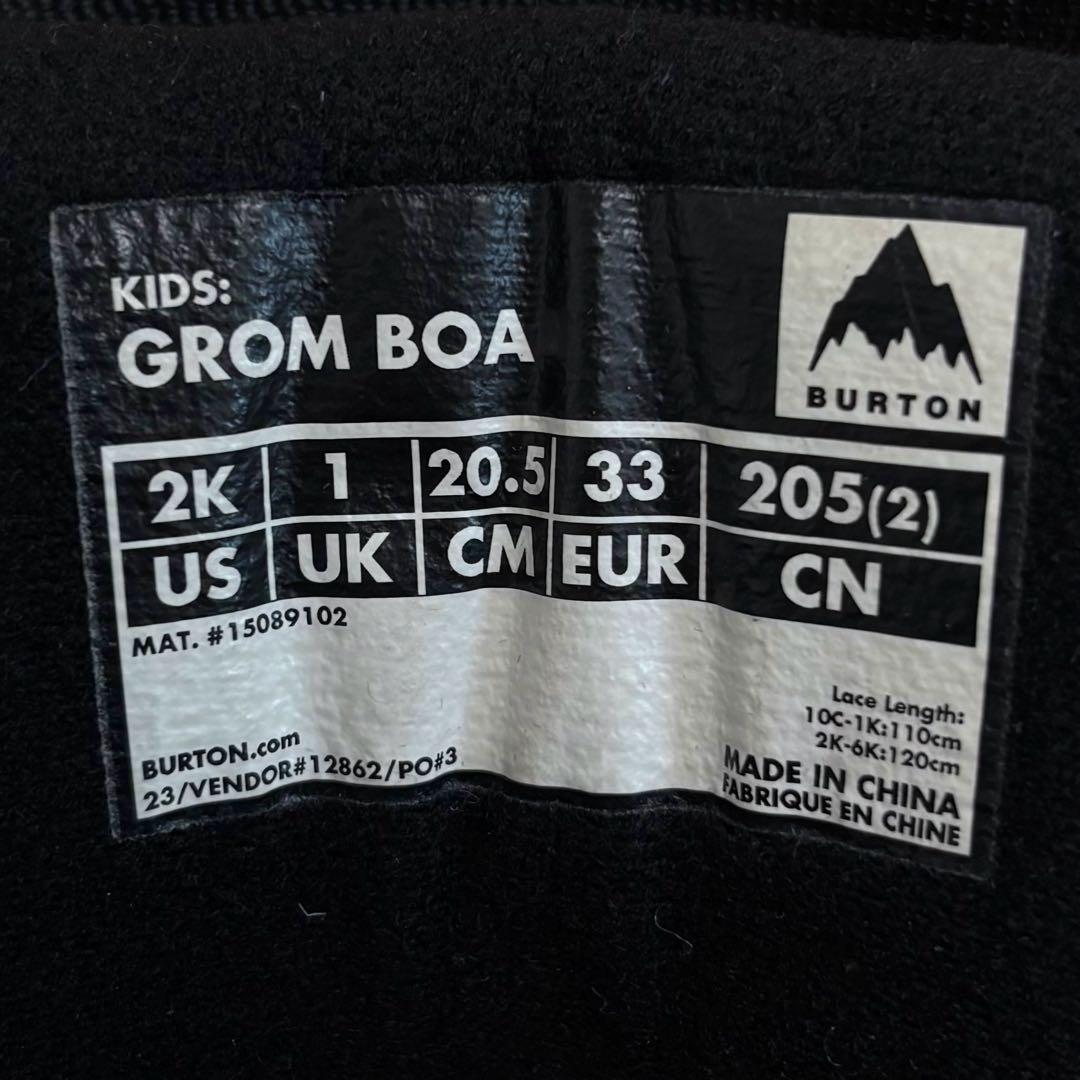 KIDS:
GROM BOA
BURTON
2K 1 20.5 33 205(2)
US UK CM EUR CN
MAT. #15089102
Lace Length:
10C-1K:110cm
2K-6K:120cm
BURTON.com
23/VENDOR#12862/PO#3
MADE IN CHINA
FABRIQUE EN CHINE